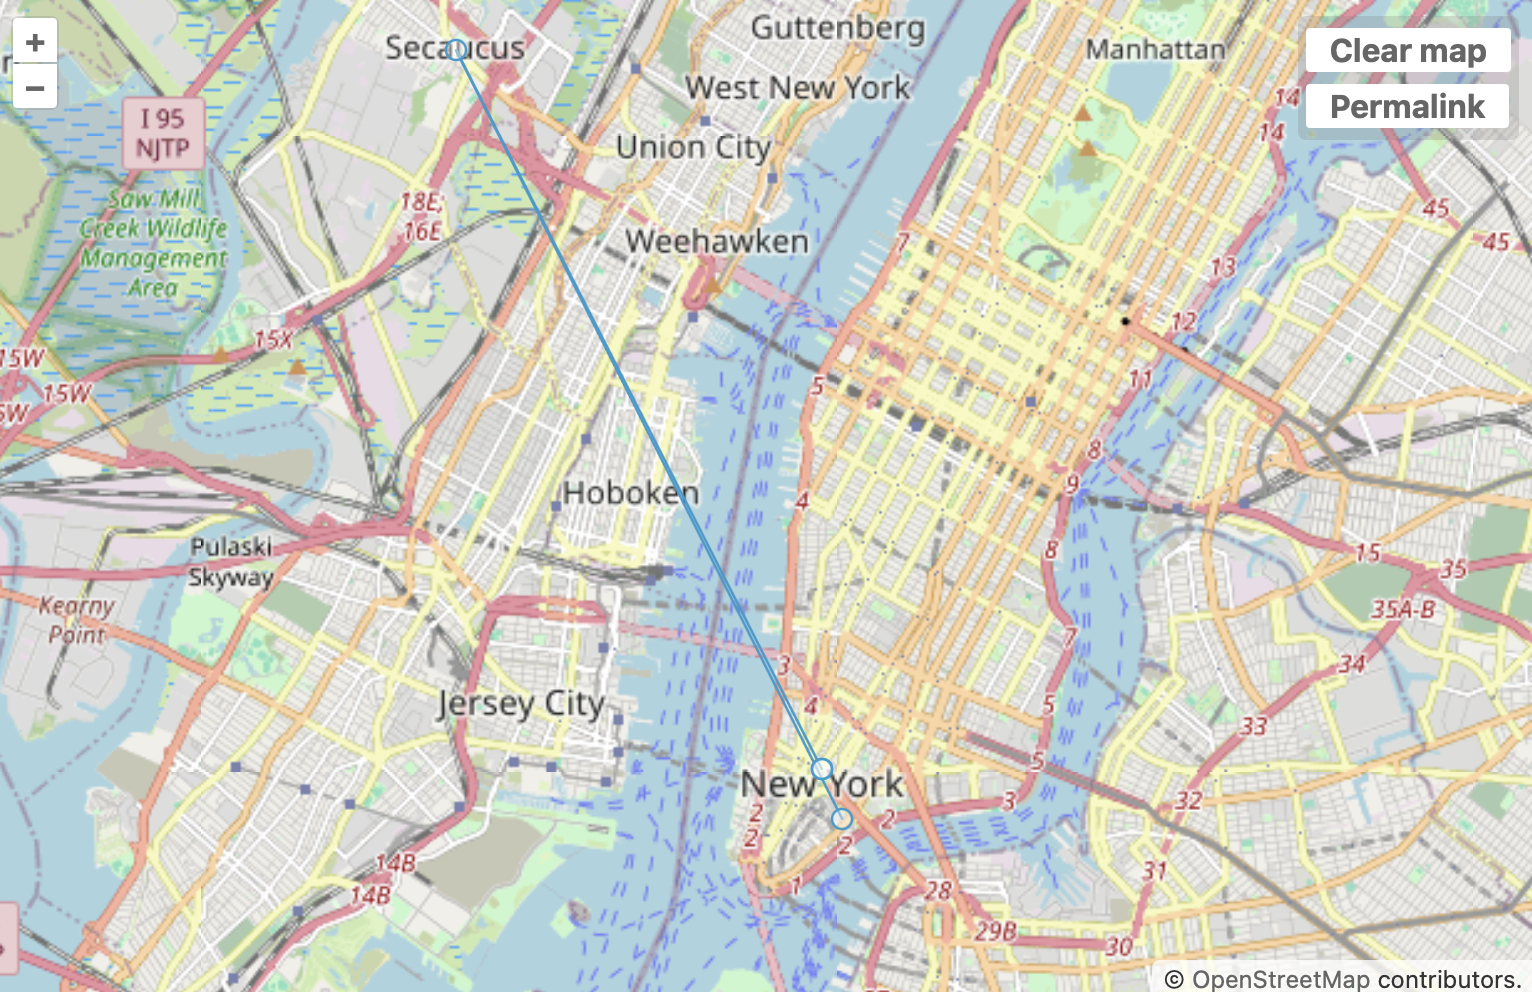 +
−
Secaucus
Guttenberg
Manhattan
Clear map
Permalink
West New York
I 95
NJTP
Union City
14
14
Saw Mill
Creek Wildlife
Management
Area
18E;
16E
Weehawken
7
45
45
13
12
15X
15W
15W
5W
5
11
8
9
4
Hoboken
Pulaski
Skyway
8
15
35
35A-B
Kearny
Point
7
3
34
4
5
Jersey City
33
5
New York
2
2
2
3
32
2
1
14B
14B
31
28
29B
30
© OpenStreetMap contributors.